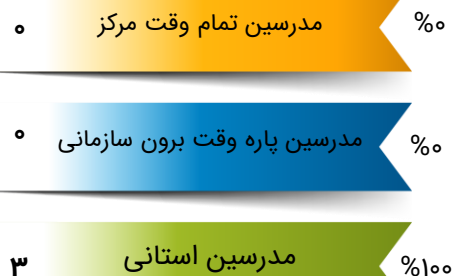 %۰ مدرسین تمام وقت مرکز ۰
%۰ مدرسین پاره وقت برون سازمانی ۰
%۱۰۰ مدرسین استانی ۳